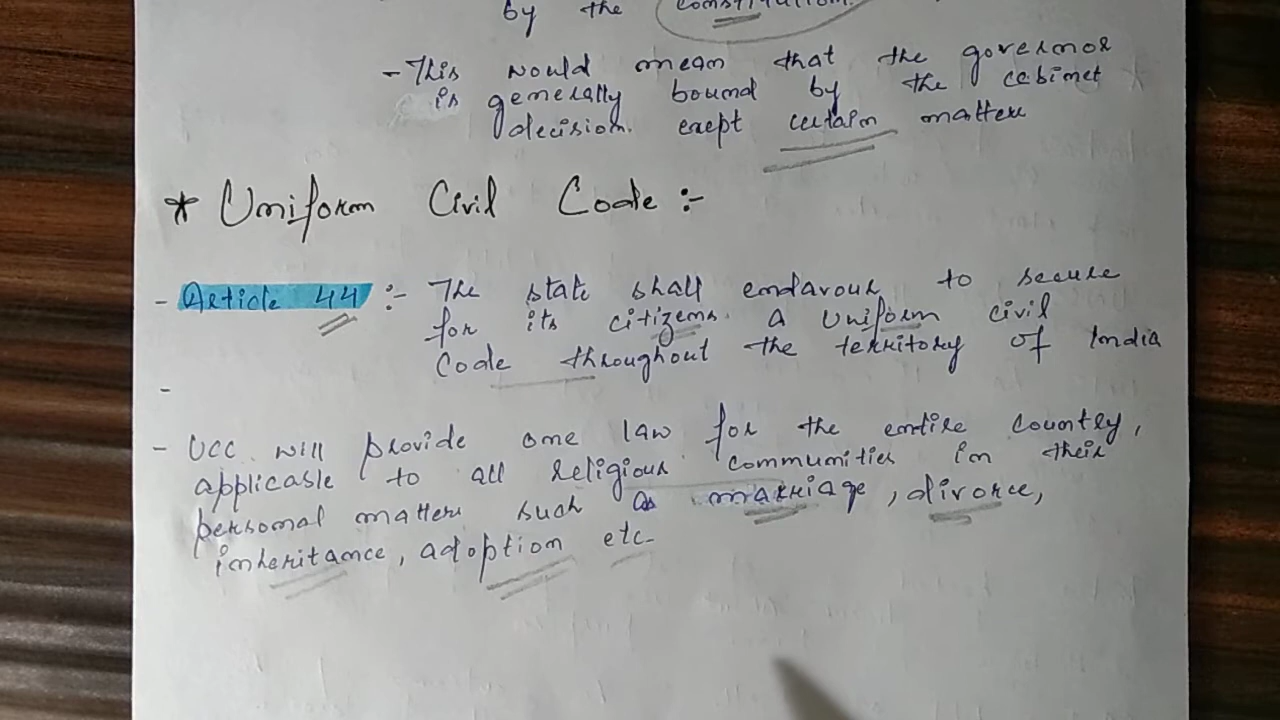 by the constitution.
- This would mean that the governor
is generally bound by the cebimet
decision. exept certain matters
* Uniform Civil Code :-
- Article 44 :- The state shall endavour to secure
for its citizens. a Uniform civil
Code throughout the territory of India
-
- UCC will provide one law for the entire country,
applicable to all religious communities in their
personal matters such as marriage, divorce,
inheritance, adoption etc-